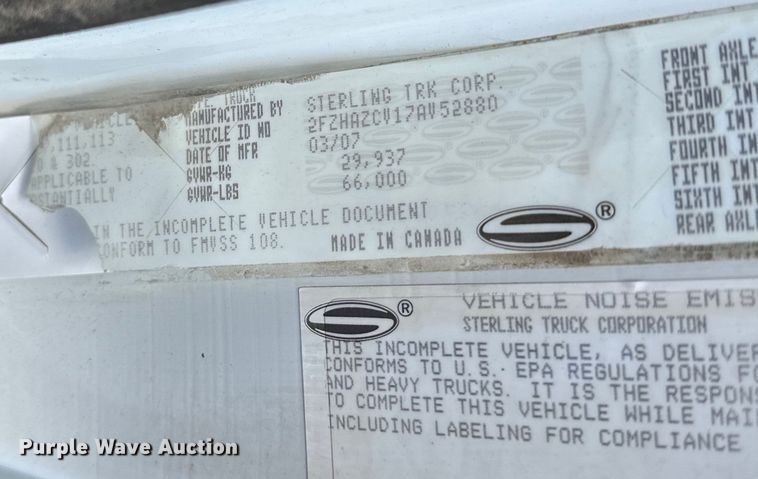 STERLING TRK CORP.
MANUFACTURED BY
VEHICLE ID NO 2FZHAZCV17AV52880
DATE OF MFR 03/07
GVWR-KG 29,937
GVWR-LBS 66,000
111,113
& 302.
APPLICABLE TO
IN THE INCOMPLETE VEHICLE DOCUMENT
CONFORM TO FMVSS 108. MADE IN CANADA
®
FRONT AXLE
FIRST INT
SECOND INT
THIRD INT
FOURTH INT
FIFTH INT
SIXTH INT
REAR AXLE
® VEHICLE NOISE EMIS
STERLING TRUCK CORPORATION
THIS INCOMPLETE VEHICLE, AS DELIVER
CONFORMS TO U.S. EPA REGULATIONS FO
AND HEAVY TRUCKS. IT IS THE RESPONS
TO COMPLETE THIS VEHICLE WHILE MAI
INCLUDING LABELING FOR COMPLIANCE
Purple Wave Auction